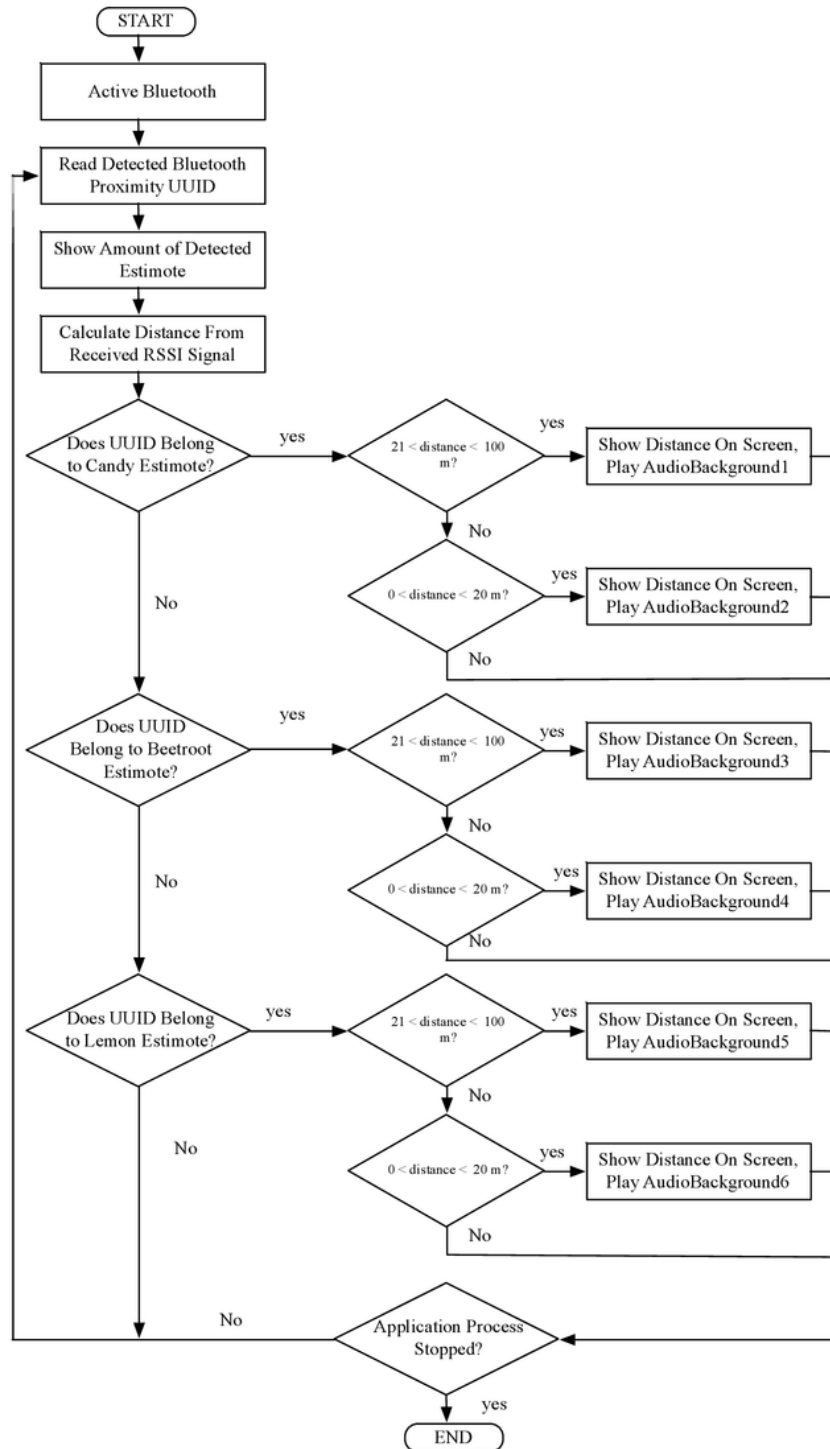 START
Active Bluetooth
Read Detected Bluetooth
Proximity UUID
Show Amount of Detected
Estimote
Calculate Distance From
Received RSSI Signal
Does UUID Belong
to Candy Estimote?
yes
21 < distance < 100
m?
yes
Show Distance On Screen,
Play AudioBackground1
No
No
0 < distance < 20 m?
yes
Show Distance On Screen,
Play AudioBackground2
No
Does UUID
Belong to Beetroot
Estimote?
yes
21 < distance < 100
m?
yes
Show Distance On Screen,
Play AudioBackground3
No
No
0 < distance < 20 m?
yes
Show Distance On Screen,
Play AudioBackground4
No
Does UUID Belong
to Lemon Estimote?
yes
21 < distance < 100
m?
yes
Show Distance On Screen,
Play AudioBackground5
No
No
0 < distance < 20 m?
yes
Show Distance On Screen,
Play AudioBackground6
No
No
Application Process
Stopped?
yes
END